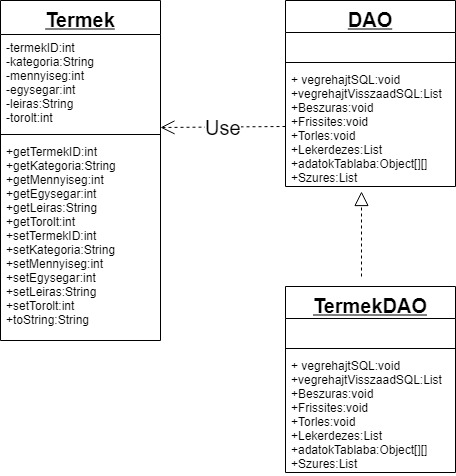 Termek
-termekID:int
-kategoria:String
-mennyiseg:int
-egysegar:int
-leiras:String
-torolt:int
+getTermekID:int
+getKategoria:String
+getMennyiseg:int
+getEgysegar:int
+getLeiras:String
+getTorolt:int
+setTermekID:int
+setKategoria:String
+setMennyiseg:int
+setEgysegar:int
+setLeiras:String
+setTorolt:int
+toString:String
Use
DAO
+ vegrehajtSQL:void
+vegrehajtVisszaadSQL:List
+Beszuras:void
+Frissites:void
+Torles:void
+Lekerdezes:List
+adatokTablaba:Object[][]
+Szures:List
TermekDAO
+ vegrehajtSQL:void
+vegrehajtVisszaadSQL:List
+Beszuras:void
+Frissites:void
+Torles:void
+Lekerdezes:List
+adatokTablaba:Object[][]
+Szures:List